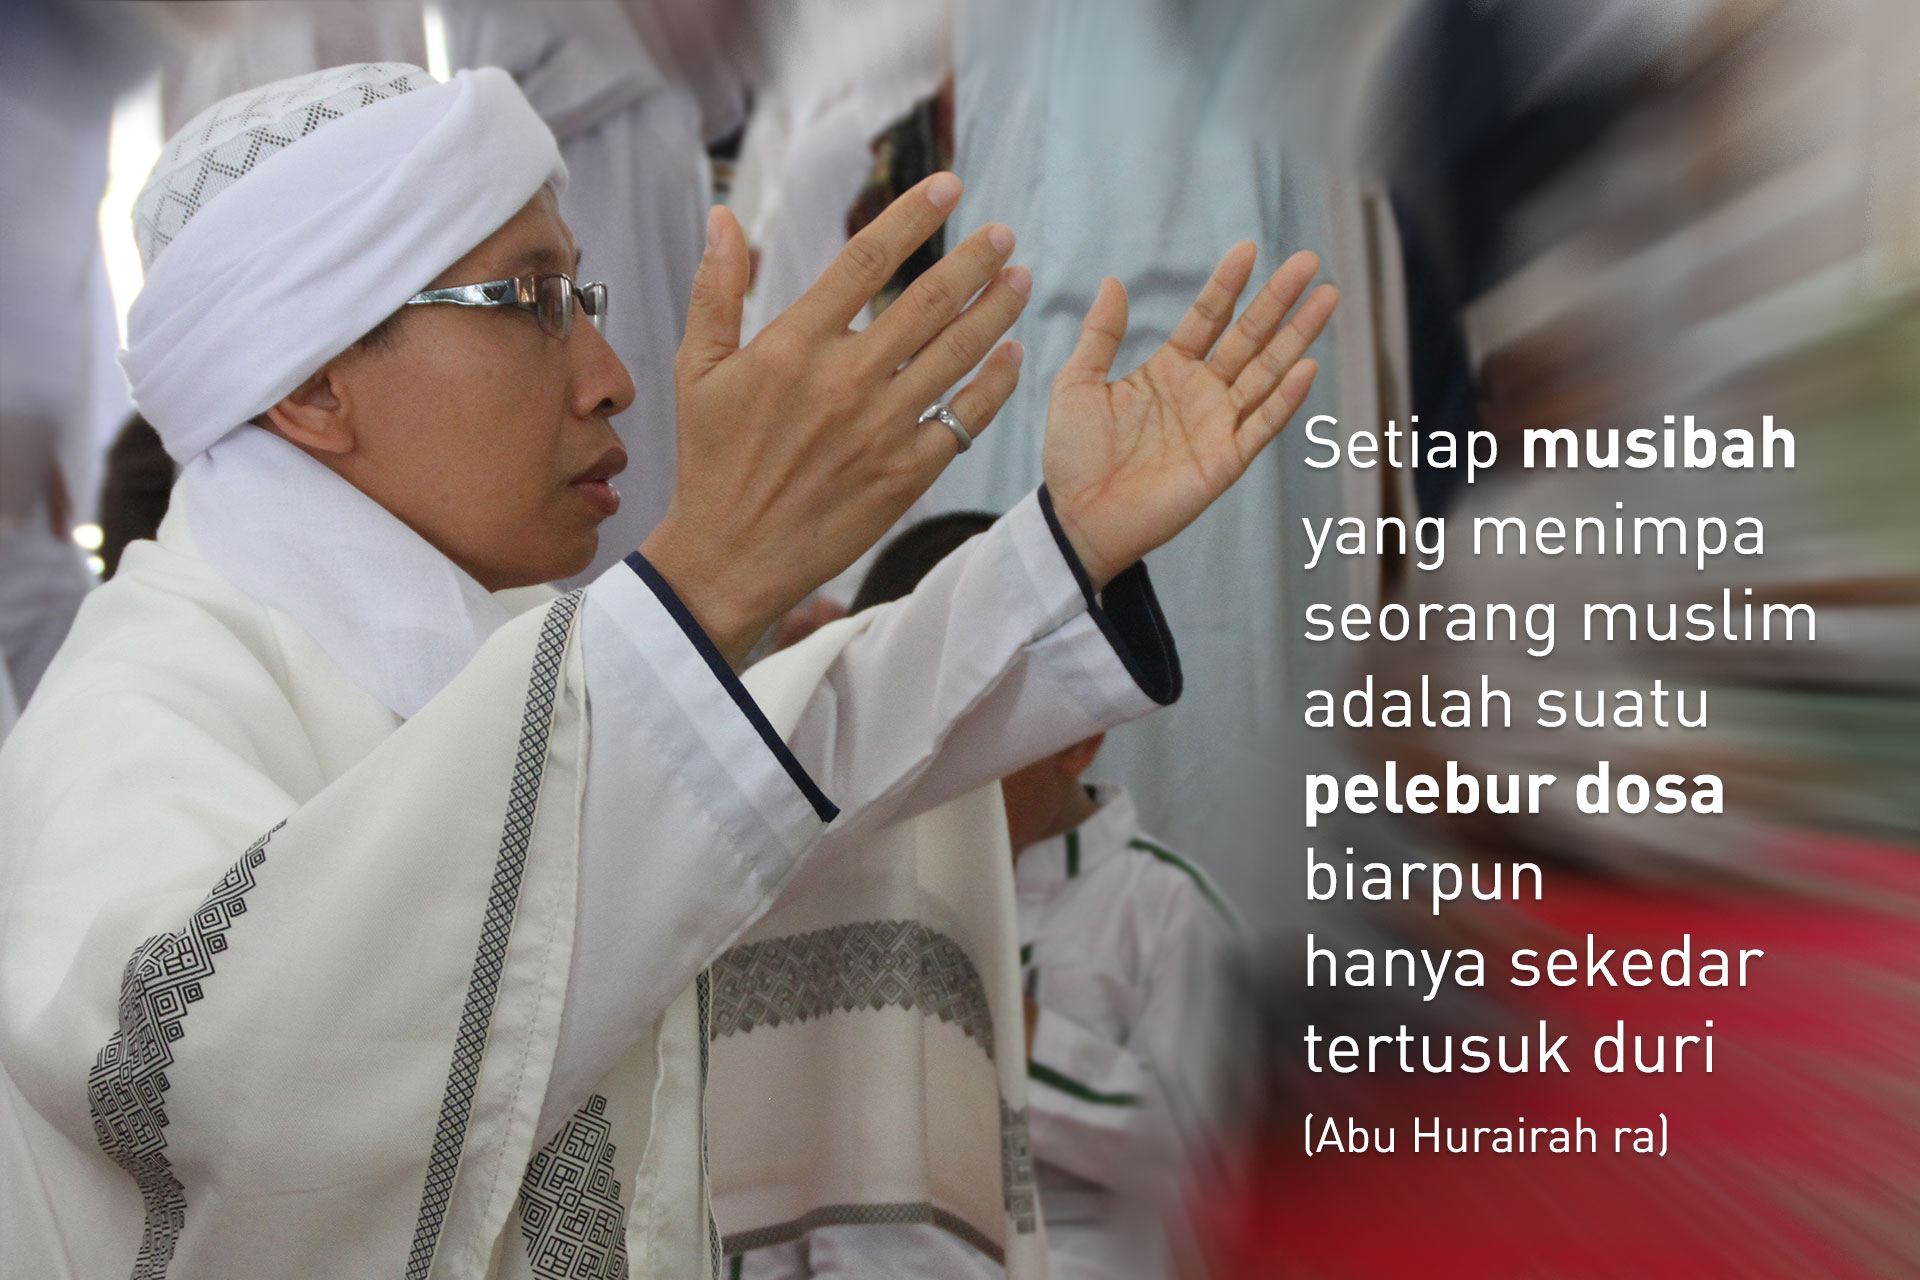 Setiap musibah
yang menimpa
seorang muslim
adalah suatu
pelebur dosa
biarpun
hanya sekedar
tertusuk duri
(Abu Hurairah ra)